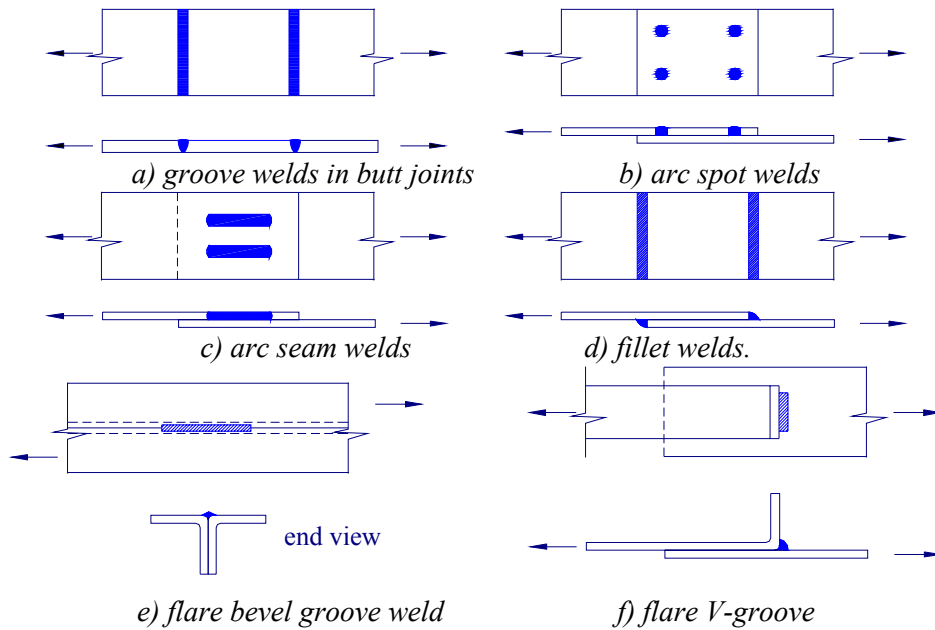 a) groove welds in butt joints
b) arc spot welds
c) arc seam welds
d) fillet welds.
end view
e) flare bevel groove weld
f) flare V-groove